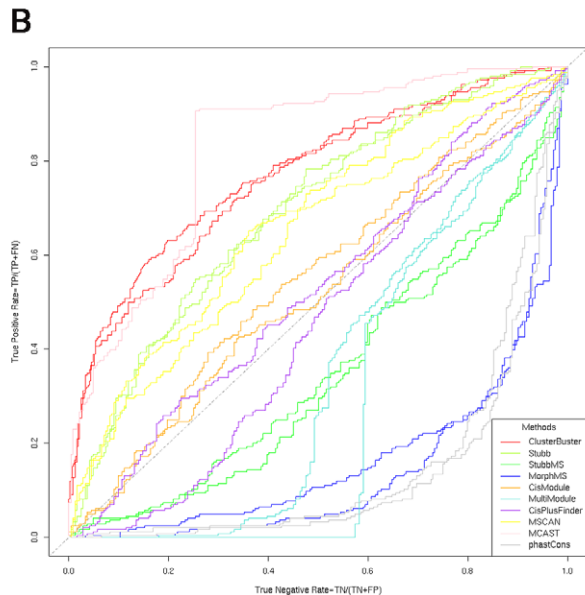 B
1.0
0.8
0.6
0.4
0.2
0.0
True Positive Rate=TP/(TP+FN)
0.0 0.2 0.4 0.6 0.8 1.0
True Negative Rate=TN/(TN+FP)
Methods
ClusterBuster
Stubb
StubbMS
MorphMS
CisModule
MultiModule
CisPlusFinder
MSCAN
MCAST
phastCons